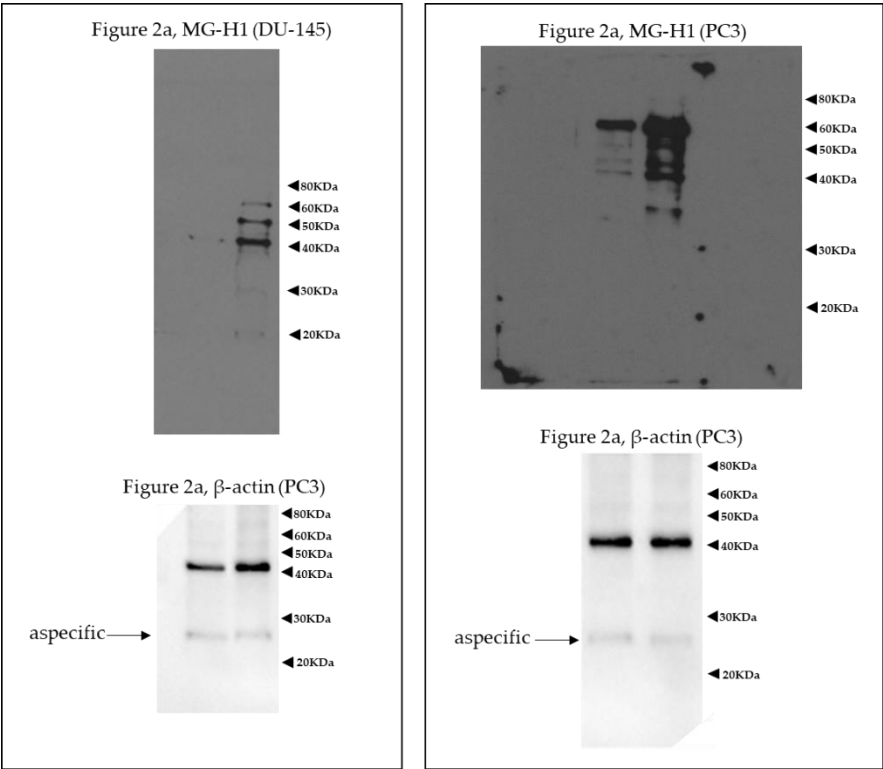 Figure 2a, MG-H1 (DU-145)
◄80KDa
◄60KDa
◄50KDa
◄40KDa
◄30KDa
◄20KDa
Figure 2a, β-actin (PC3)
◄80KDa
◄60KDa
◄50KDa
◄40KDa
◄30KDa
aspecific
◄20KDa
Figure 2a, MG-H1 (PC3)
◄80KDa
◄60KDa
◄50KDa
◄40KDa
◄30KDa
◄20KDa
Figure 2a, β-actin (PC3)
◄80KDa
◄60KDa
◄50KDa
◄40KDa
◄30KDa
aspecific
◄20KDa